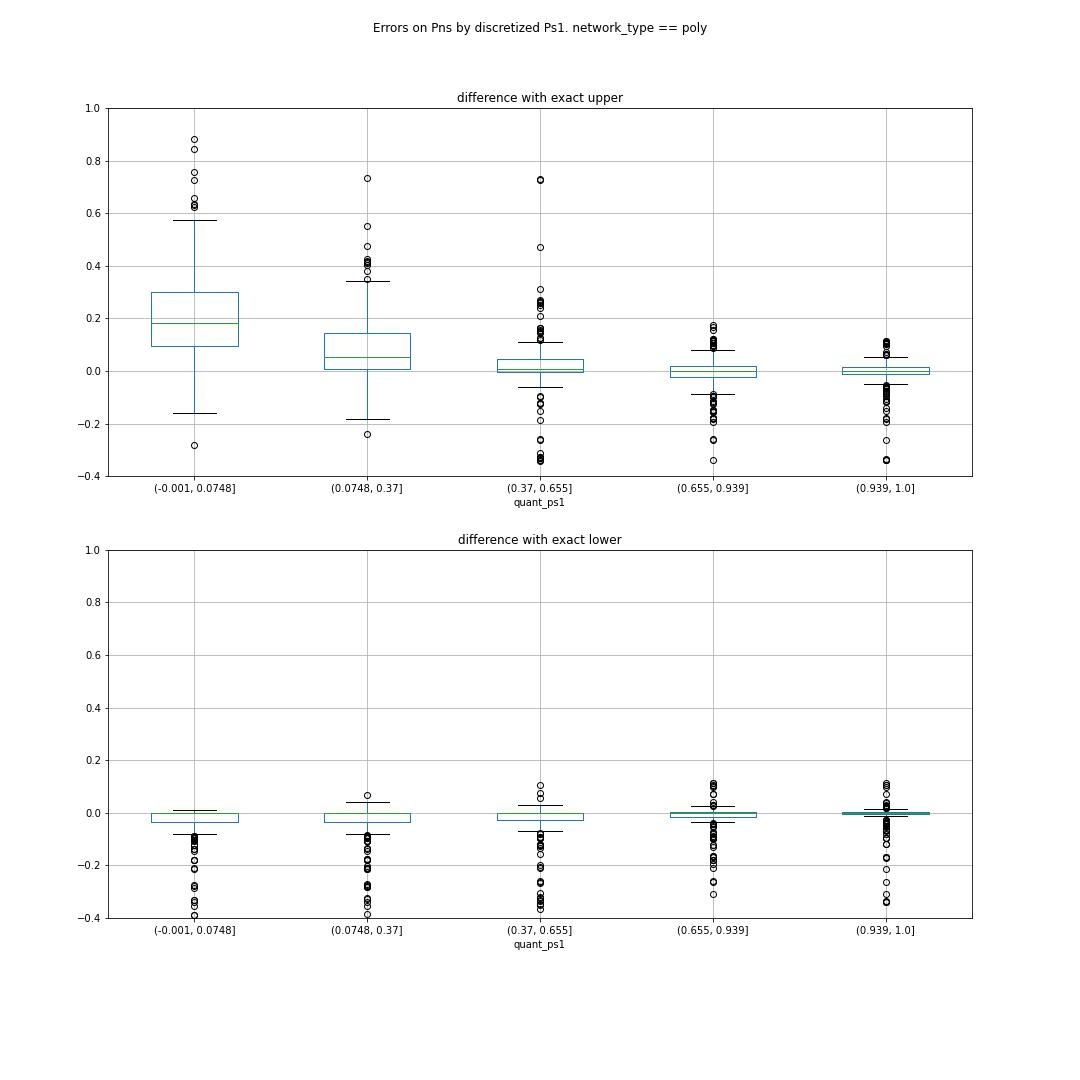 Errors on Pns by discretized Ps1. network_type == poly
difference with exact upper
1.0
0.8
0.6
0.4
0.2
0.0
−0.2
−0.4
(-0.001, 0.0748] (0.0748, 0.37] (0.37, 0.655] (0.655, 0.939] (0.939, 1.0]
quant_ps1
difference with exact lower
1.0
0.8
0.6
0.4
0.2
0.0
−0.2
−0.4
(-0.001, 0.0748] (0.0748, 0.37] (0.37, 0.655] (0.655, 0.939] (0.939, 1.0]
quant_ps1